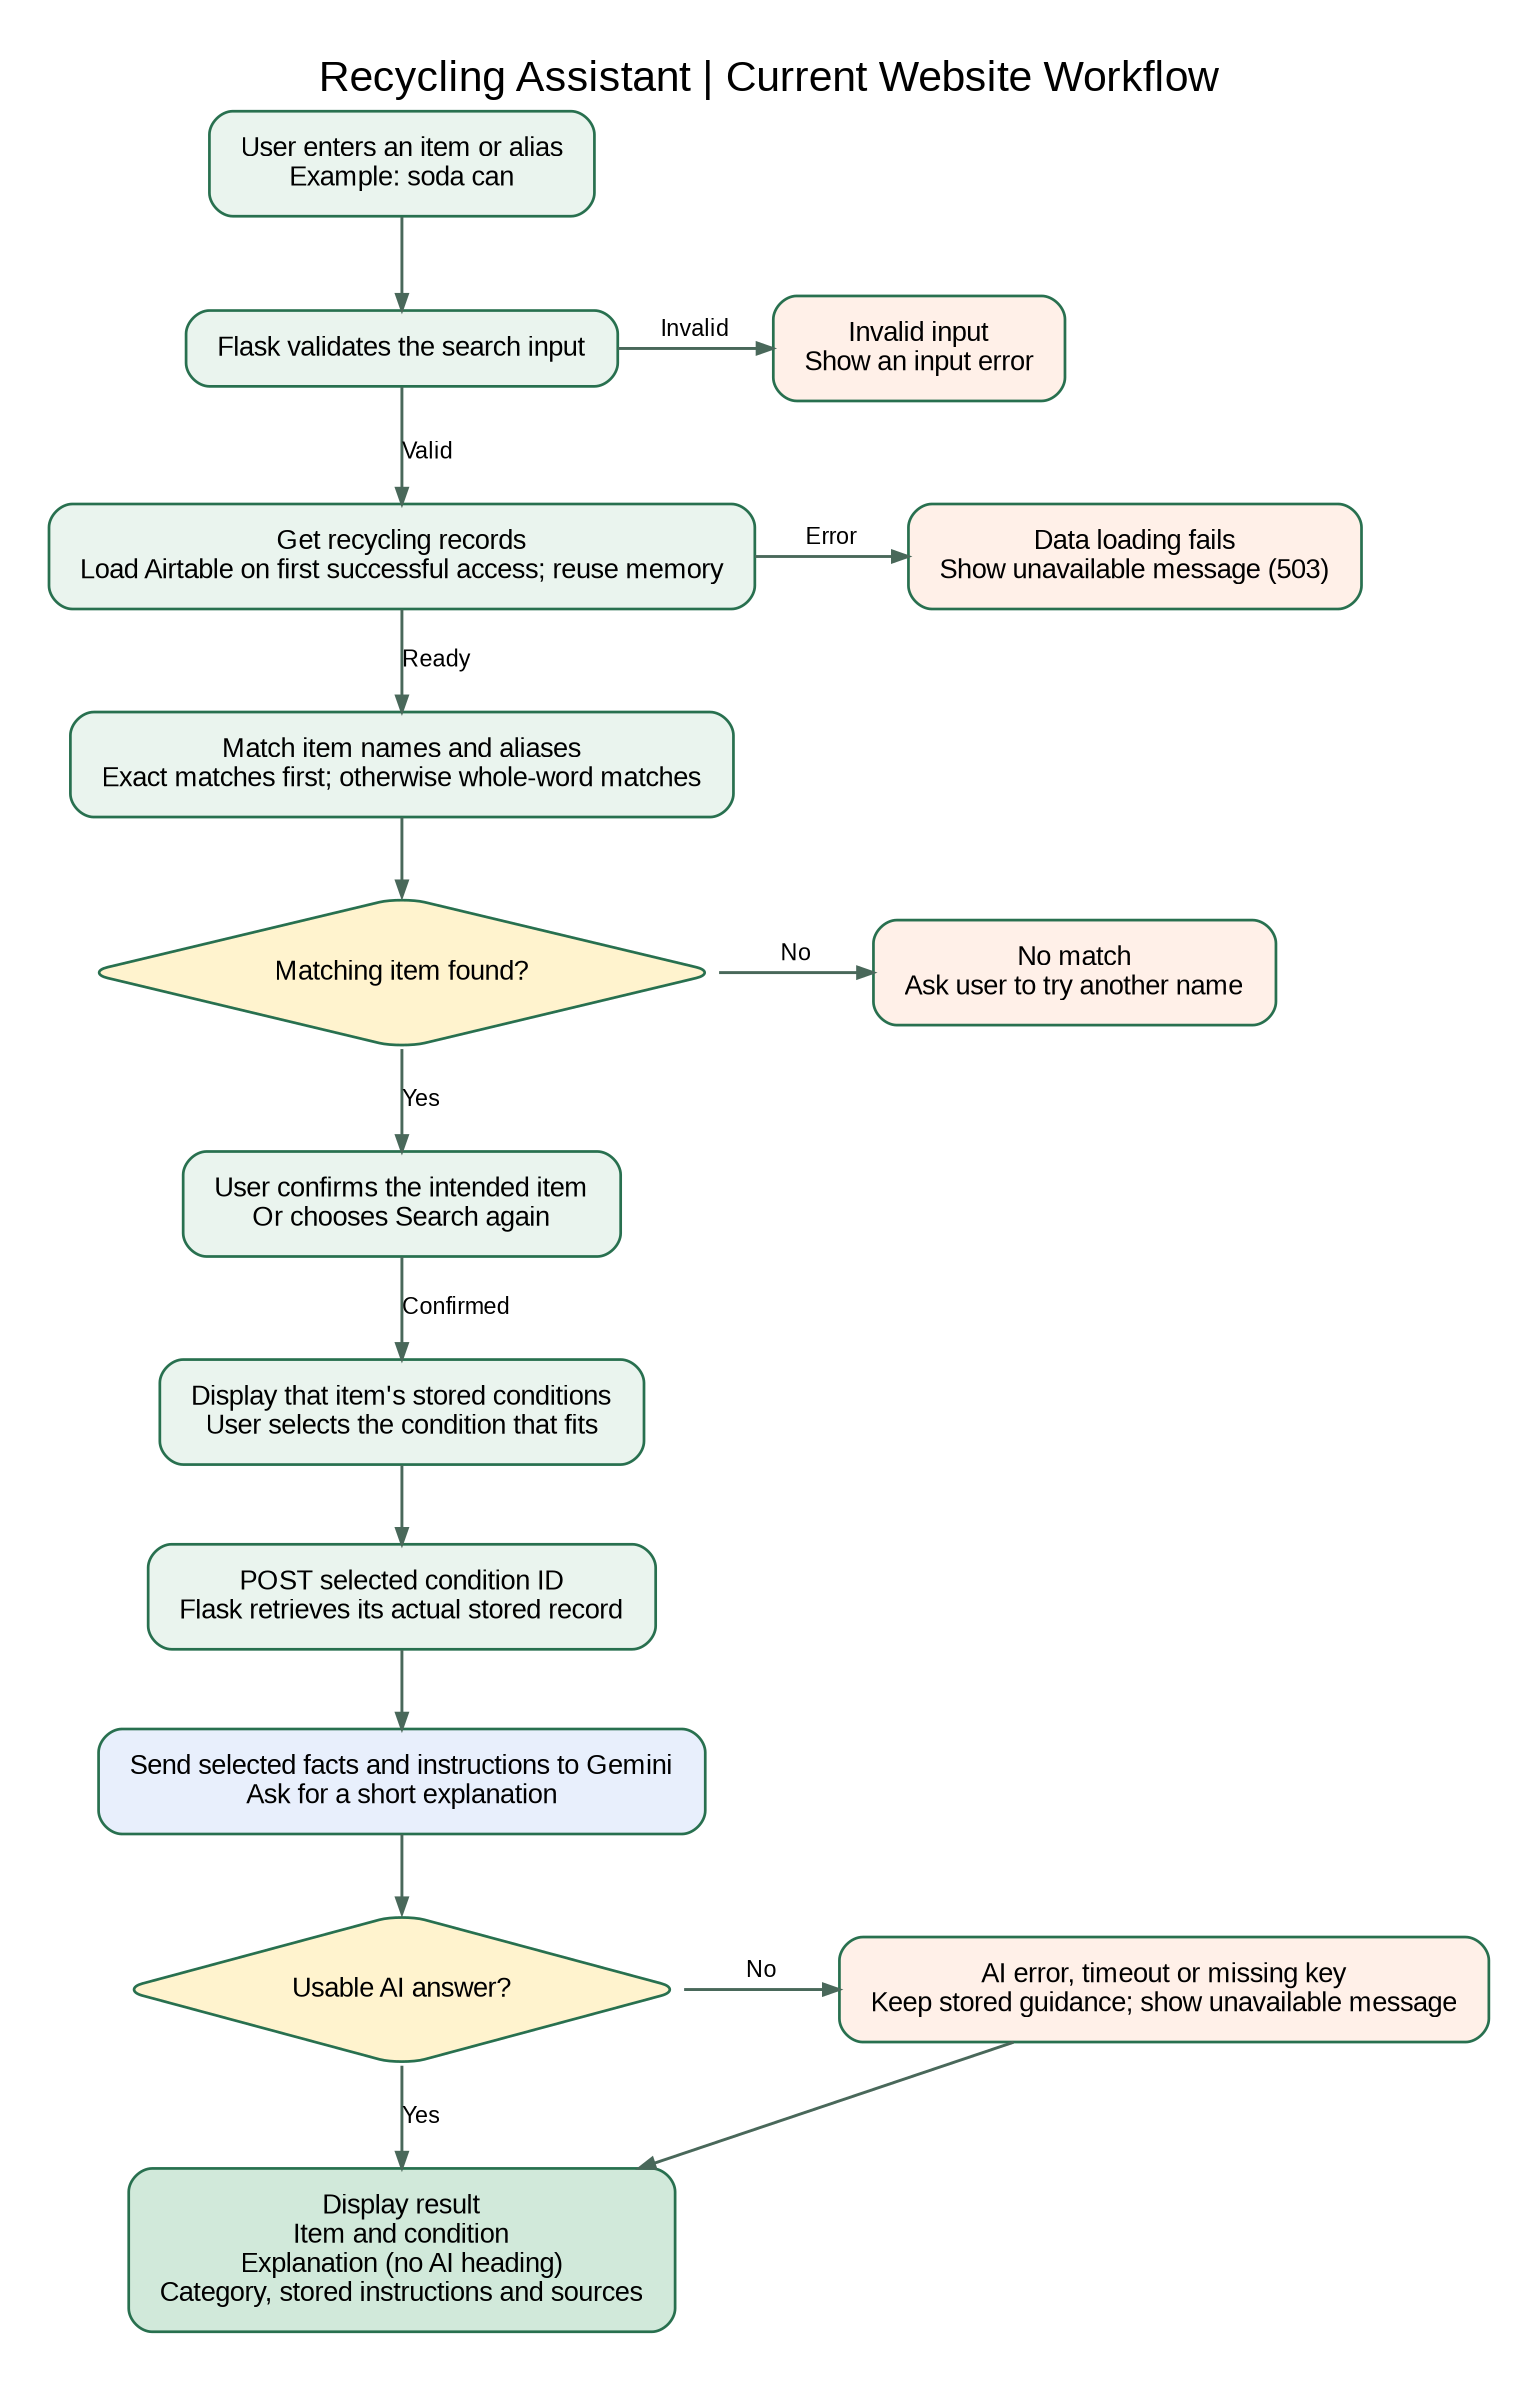 Recycling Assistant | Current Website Workflow
User enters an item or alias
Example: soda can
Flask validates the search input
Invalid
Invalid input
Show an input error
Valid
Get recycling records
Load Airtable on first successful access; reuse memory
Error
Data loading fails
Show unavailable message (503)
Ready
Match item names and aliases
Exact matches first; otherwise whole-word matches
Matching item found?
No
No match
Ask user to try another name
Yes
User confirms the intended item
Or chooses Search again
Confirmed
Display that item's stored conditions
User selects the condition that fits
POST selected condition ID
Flask retrieves its actual stored record
Send selected facts and instructions to Gemini
Ask for a short explanation
Usable AI answer?
No
AI error, timeout or missing key
Keep stored guidance; show unavailable message
Yes
Display result
Item and condition
Explanation (no AI heading)
Category, stored instructions and sources